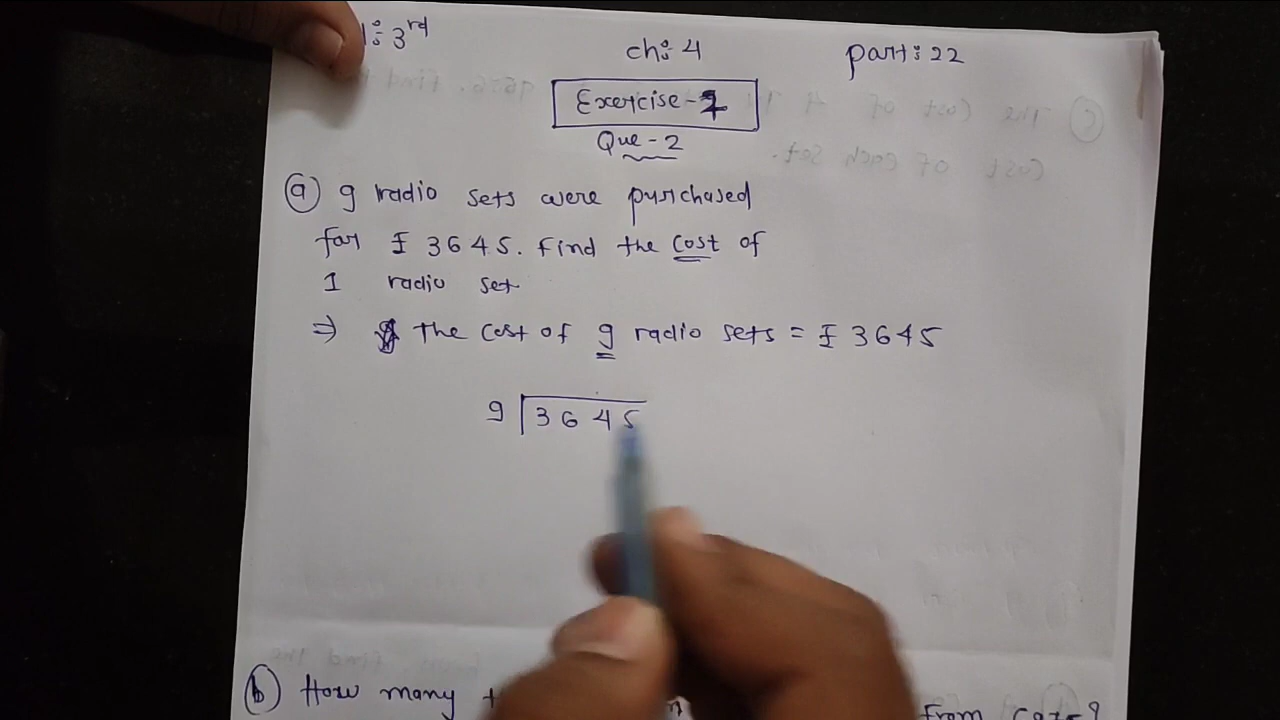 : 3rd
ch: 4
part: 22
Exercise-7
Que-2
(a) 9 radio sets were purchased
for ₹ 3645. Find the cost of
1 radio set
⇒ The cost of 9 radio sets = ₹ 3645
9 3645
(b) How many
from